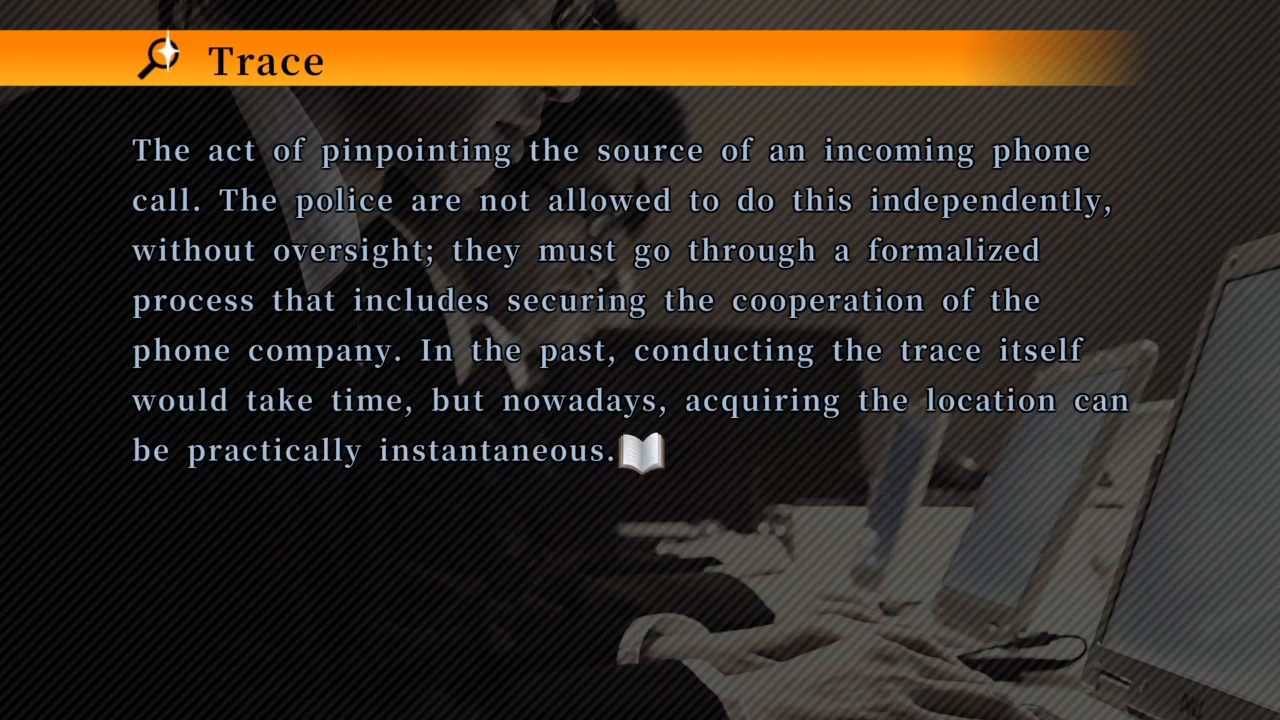 Trace
The act of pinpointing the source of an incoming phone
call. The police are not allowed to do this independently,
without oversight; they must go through a formalized
process that includes securing the cooperation of the
phone company. In the past, conducting the trace itself
would take time, but nowadays, acquiring the location can
be practically instantaneous.